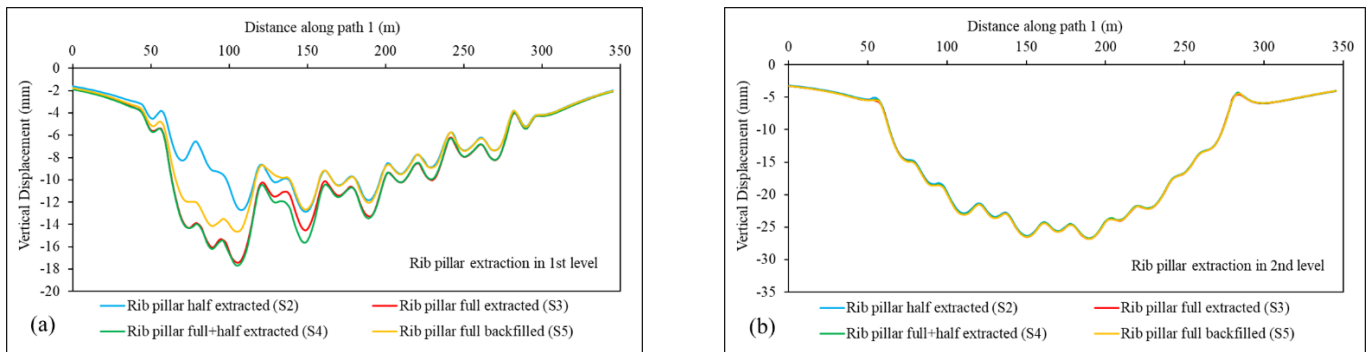 Distance along path 1 (m)
0 50 100 150 200 250 300 350
Vertical Displacement (mm)
0
-2
-4
-6
-8
-10
-12
-14
-16
-18
-20
Rib pillar extraction in 1st level
Rib pillar half extracted (S2)
Rib pillar full extracted (S3)
Rib pillar full+half extracted (S4)
Rib pillar full backfilled (S5)
(a)
Distance along path 1 (m)
0 50 100 150 200 250 300 350
Vertical Displacement (mm)
0
-5
-10
-15
-20
-25
-30
-35
Rib pillar extraction in 2nd level
Rib pillar half extracted (S2)
Rib pillar full extracted (S3)
Rib pillar full+half extracted (S4)
Rib pillar full backfilled (S5)
(b)